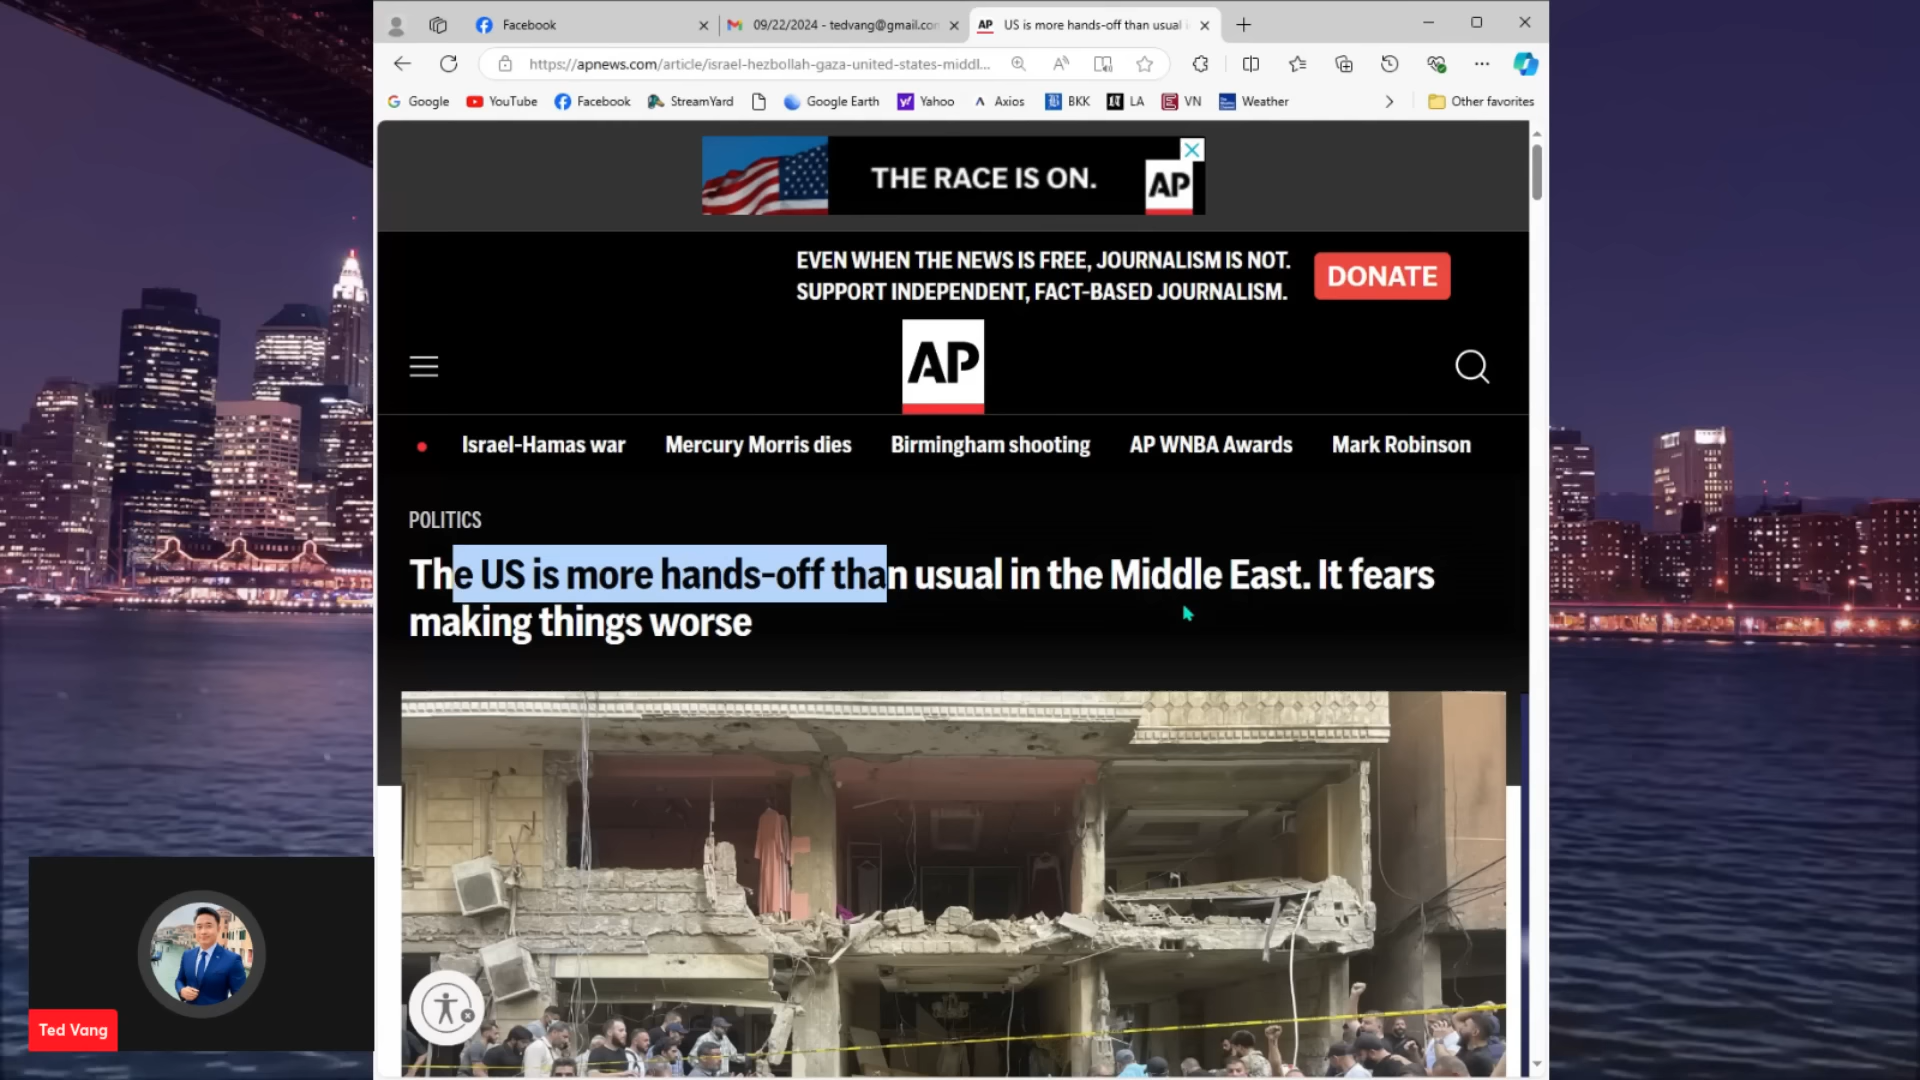 Facebook
09/22/2024 - tedvang@gmail.co
US is more hands-off than usual
https://apnews.com/article/israel-hezbollah-gaza-united-states-middl...
Google
YouTube
Facebook
StreamYard
Google Earth
Yahoo
Axios
BKK
LA
VN
Weather
Other favorites
THE RACE IS ON.
AP
EVEN WHEN THE NEWS IS FREE, JOURNALISM IS NOT.
SUPPORT INDEPENDENT, FACT-BASED JOURNALISM.
DONATE
AP
Israel-Hamas war
Mercury Morris dies
Birmingham shooting
AP WNBA Awards
Mark Robinson
POLITICS
The US is more hands-off than usual in the Middle East. It fears
making things worse
Ted Vang